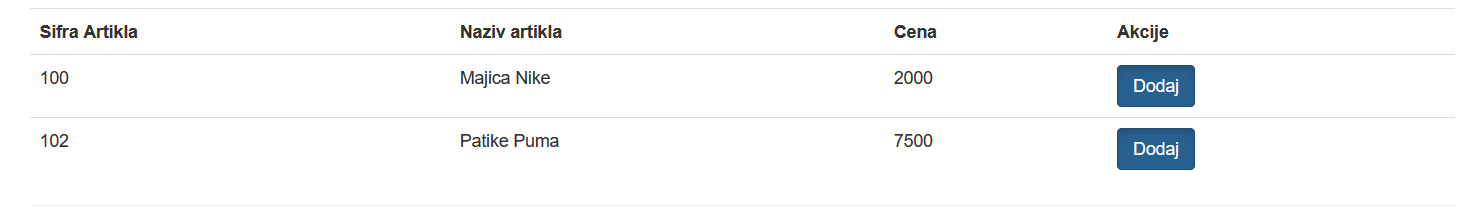 Sifra Artikla Naziv artikla Cena Akcije
100 Majica Nike 2000 Dodaj
102 Patike Puma 7500 Dodaj